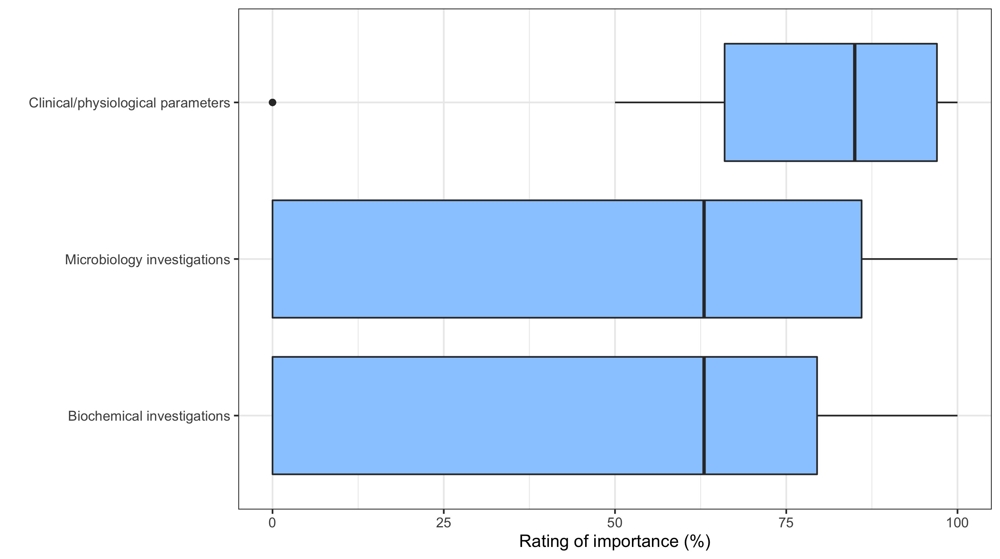 Clinical/physiological parameters
Microbiology investigations
Biochemical investigations
0 25 50 75 100
Rating of importance (%)